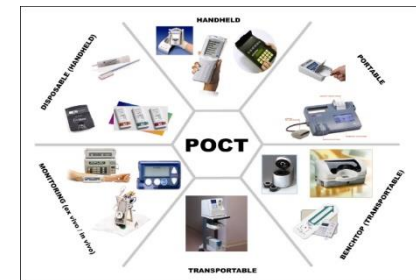 HANDHELD
DISPOSABLE (HANDHELD)
PORTABLE
POCT
MONITORING (ex vivo / in vivo)
BENCHTOP (TRANSPORTABLE)
TRANSPORTABLE